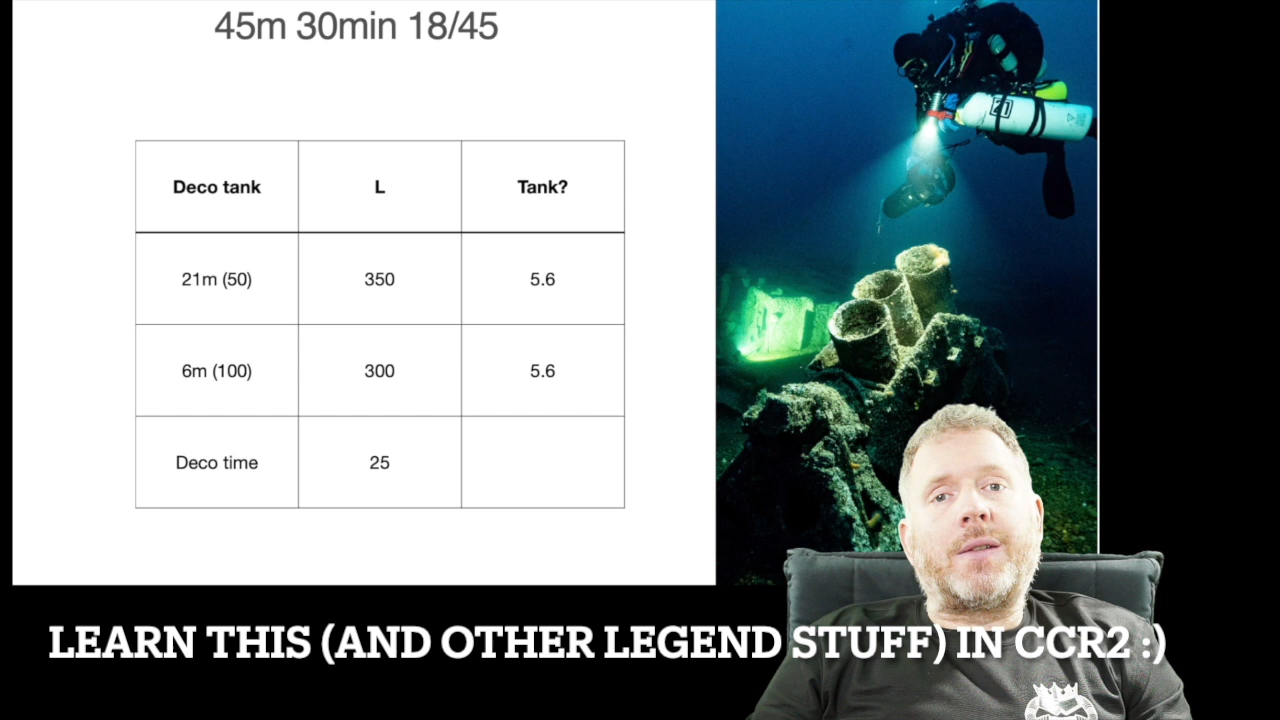 45m 30min 18/45
Deco tank L Tank?
21m (50) 350 5.6
6m (100) 300 5.6
Deco time 25
LEARN THIS (AND OTHER LEGEND STUFF) IN CCR2 :)